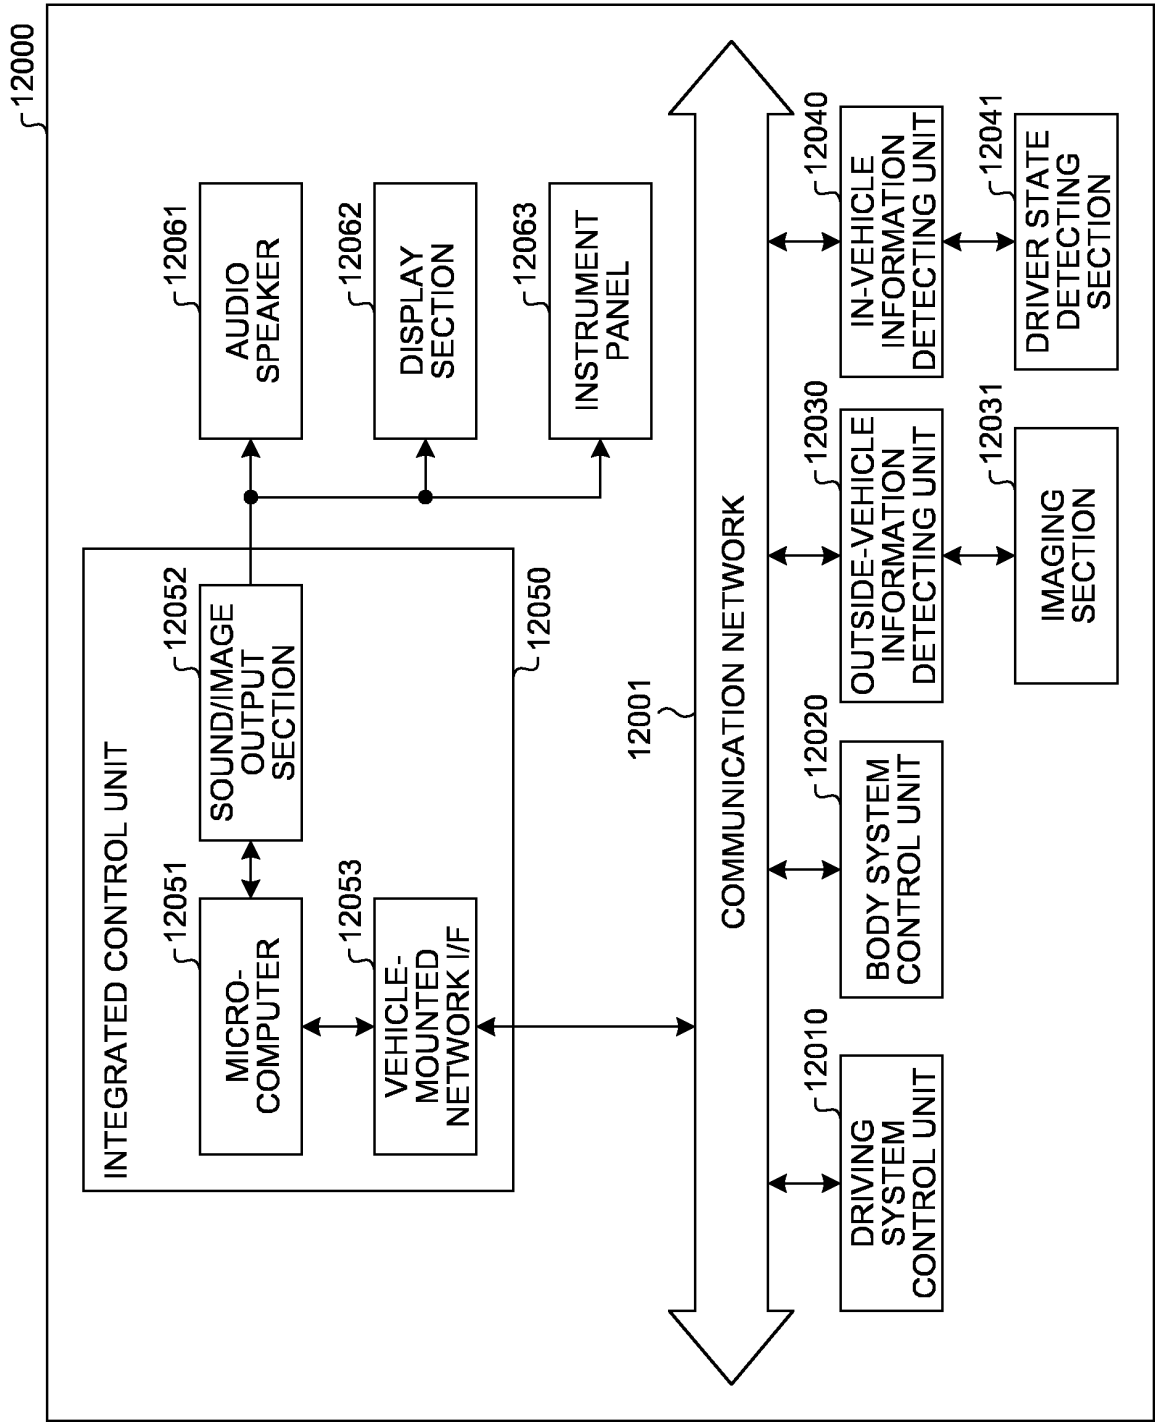 12000
INTEGRATED CONTROL UNIT
12051
MICRO-
COMPUTER
12052
SOUND/IMAGE
OUTPUT
SECTION
12061
AUDIO
SPEAKER
12053
VEHICLE-
MOUNTED
NETWORK I/F
12062
DISPLAY
SECTION
12050
12063
INSTRUMENT
PANEL
12001
COMMUNICATION NETWORK
12010
DRIVING
SYSTEM
CONTROL UNIT
12020
BODY SYSTEM
CONTROL UNIT
12030
OUTSIDE-VEHICLE
INFORMATION
DETECTING UNIT
12040
IN-VEHICLE
INFORMATION
DETECTING UNIT
12031
IMAGING
SECTION
12041
DRIVER STATE
DETECTING
SECTION